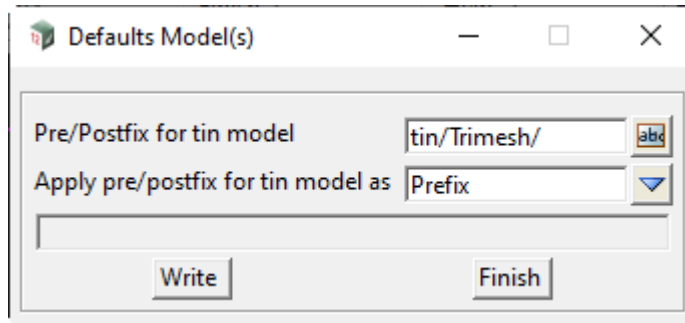 Defaults Model(s)
Pre/Postfix for tin model tin/Trimesh/ abc
Apply pre/postfix for tin model as Prefix
Write Finish